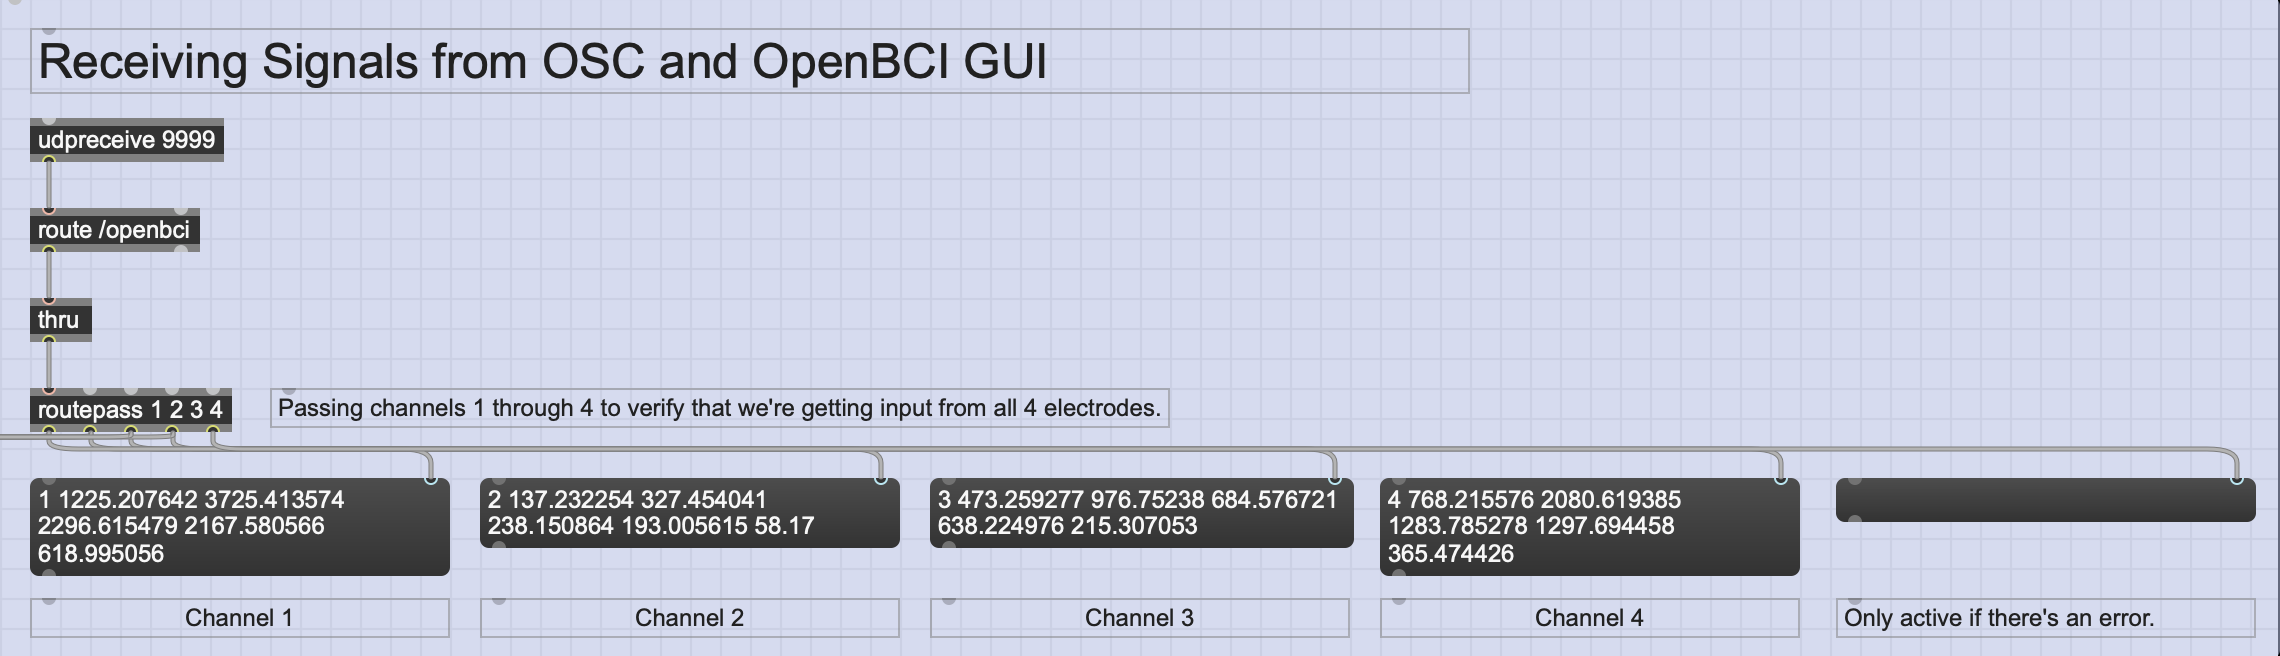 Receiving Signals from OSC and OpenBCI GUI
udpreceive 9999
route /openbci
thru
routepass 1 2 3 4
Passing channels 1 through 4 to verify that we're getting input from all 4 electrodes.
1 1225.207642 3725.413574
2296.615479 2167.580566
618.995056
2 137.232254 327.454041
238.150864 193.005615 58.17
3 473.259277 976.75238 684.576721
638.224976 215.307053
4 768.215576 2080.619385
1283.785278 1297.694458
365.474426
Channel 1
Channel 2
Channel 3
Channel 4
Only active if there's an error.